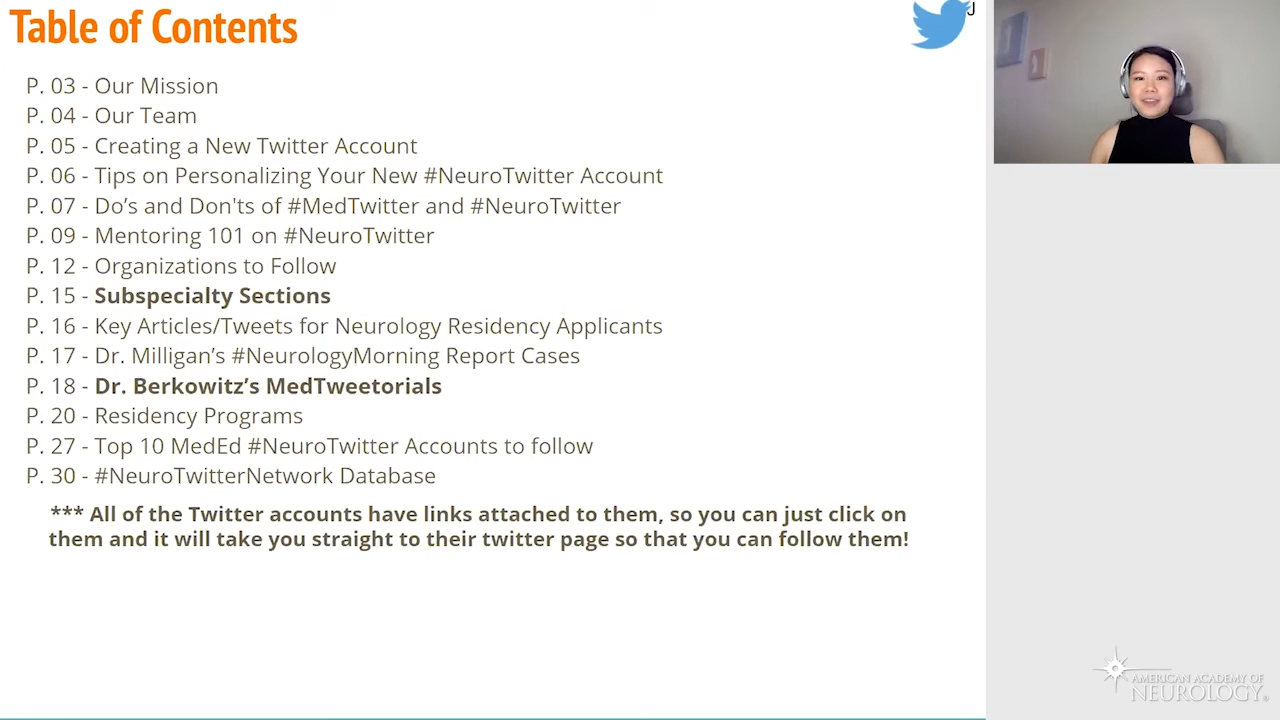 Table of Contents
J
P. 03 - Our Mission
P. 04 - Our Team
P. 05 - Creating a New Twitter Account
P. 06 - Tips on Personalizing Your New #NeuroTwitter Account
P. 07 - Do’s and Don'ts of #MedTwitter and #NeuroTwitter
P. 09 - Mentoring 101 on #NeuroTwitter
P. 12 - Organizations to Follow
P. 15 - Subspecialty Sections
P. 16 - Key Articles/Tweets for Neurology Residency Applicants
P. 17 - Dr. Milligan’s #NeurologyMorning Report Cases
P. 18 - Dr. Berkowitz’s MedTweetorials
P. 20 - Residency Programs
P. 27 - Top 10 MedEd #NeuroTwitter Accounts to follow
P. 30 - #NeuroTwitterNetwork Database
*** All of the Twitter accounts have links attached to them, so you can just click on
them and it will take you straight to their twitter page so that you can follow them!
AMERICAN ACADEMY OF
NEUROLOGY®